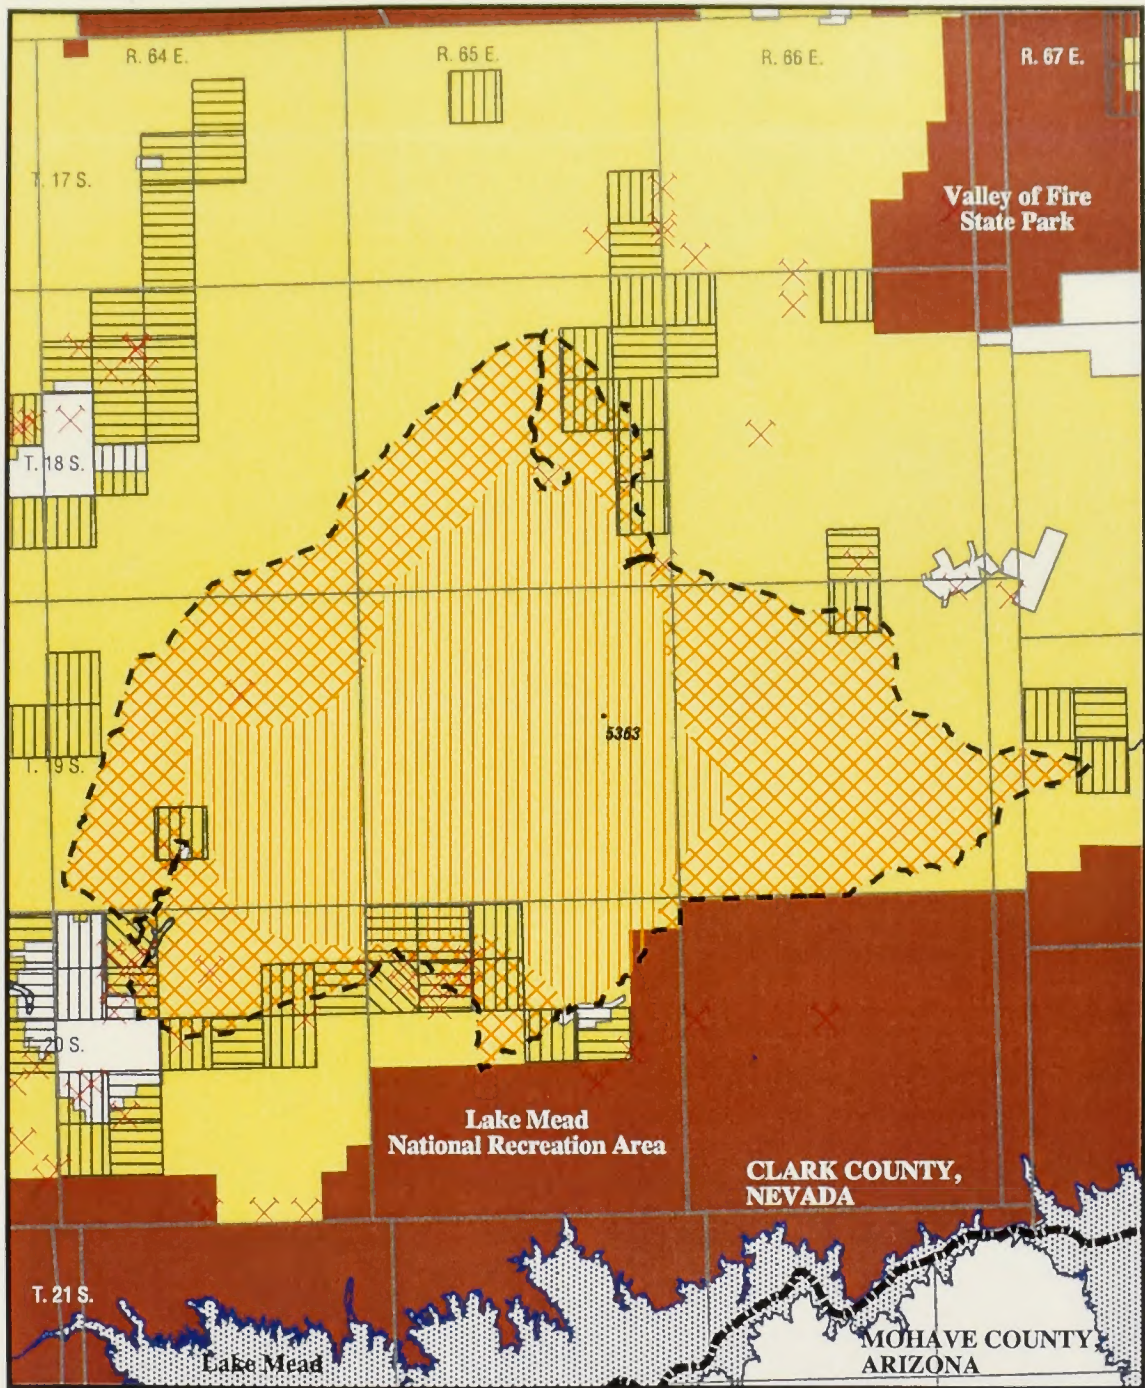 R. 64 E.
R. 65 E.
R. 66 E.
R. 67 E.
T. 17 S.
Valley of Fire
State Park
T. 18 S.
5363
T. 19 S.
T. 20 S.
Lake Mead
National Recreation Area
CLARK COUNTY,
NEVADA
T. 21 S.
Lake Mead
MOHAVE COUNTY
ARIZONA